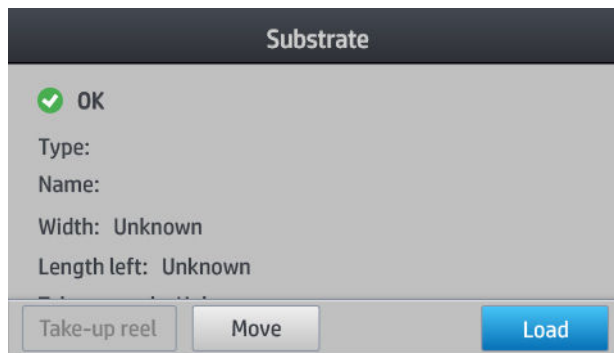 Substrate
OK
Type:
Name:
Width: Unknown
Length left: Unknown
Take-up reel Move Load